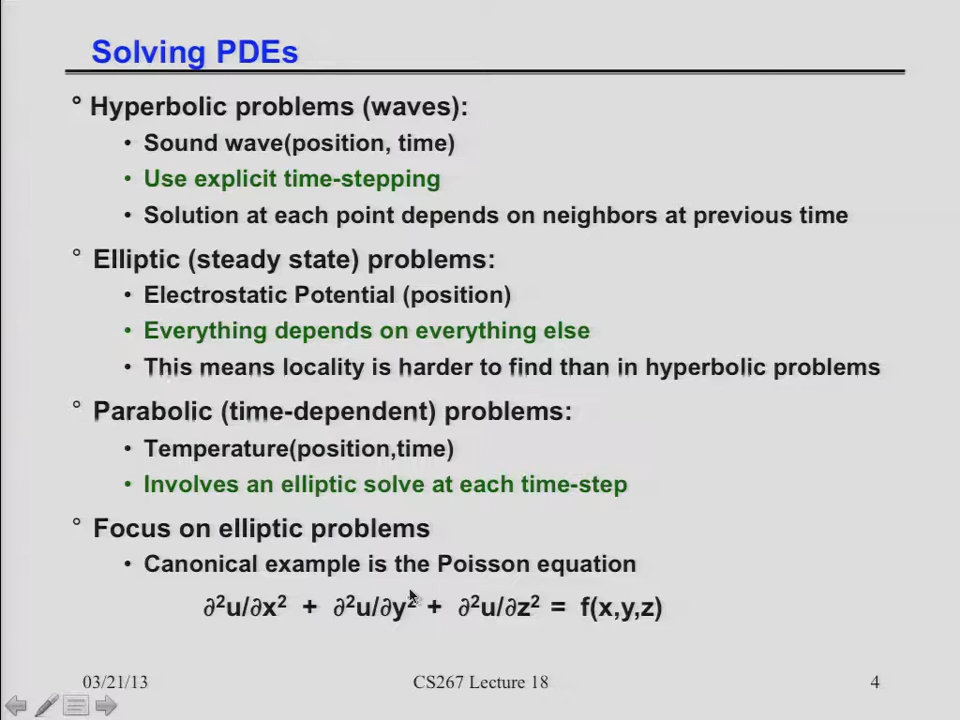 Solving PDEs
° Hyperbolic problems (waves):
• Sound wave(position, time)
• Use explicit time-stepping
• Solution at each point depends on neighbors at previous time
° Elliptic (steady state) problems:
• Electrostatic Potential (position)
• Everything depends on everything else
• This means locality is harder to find than in hyperbolic problems
° Parabolic (time-dependent) problems:
• Temperature(position,time)
• Involves an elliptic solve at each time-step
° Focus on elliptic problems
• Canonical example is the Poisson equation
∂²u/∂x² + ∂²u/∂y² + ∂²u/∂z² = f(x,y,z)
03/21/13 CS267 Lecture 18 4